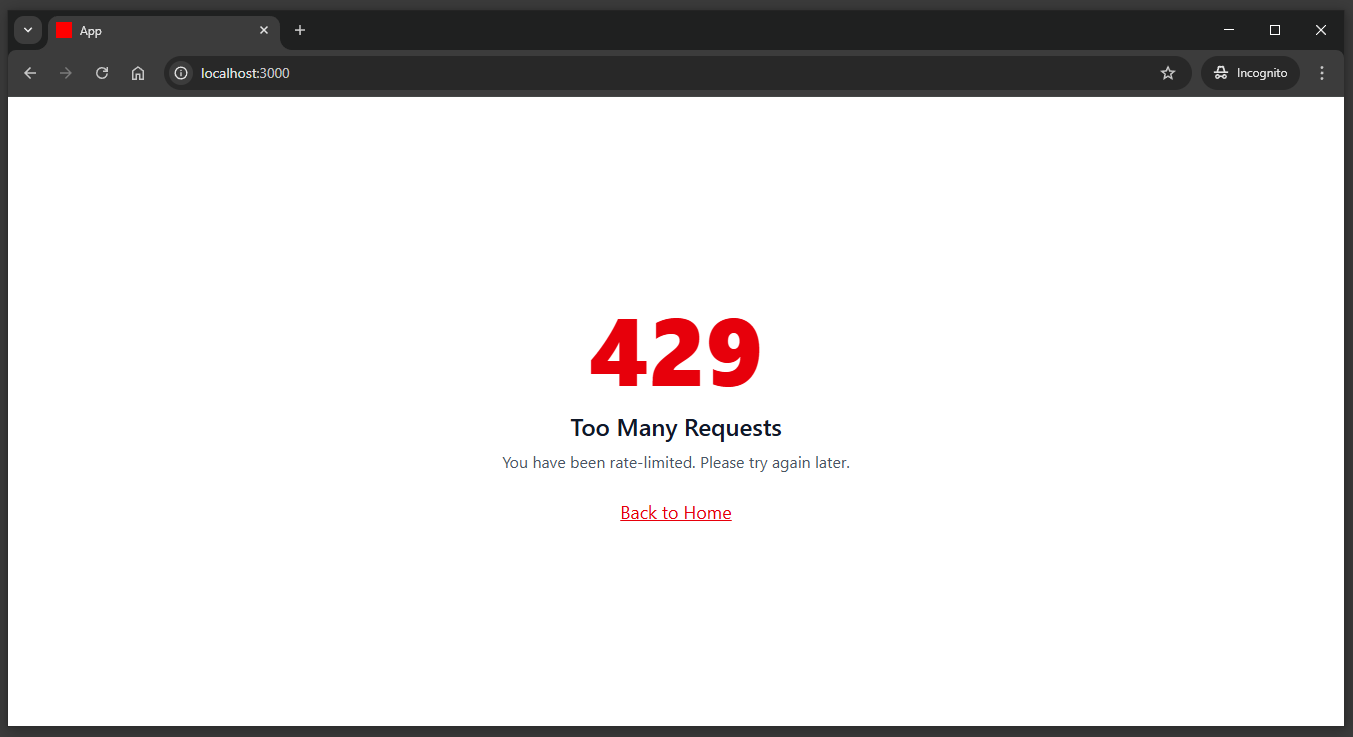 App
localhost:3000
Incognito
429
Too Many Requests
You have been rate-limited. Please try again later.
Back to Home